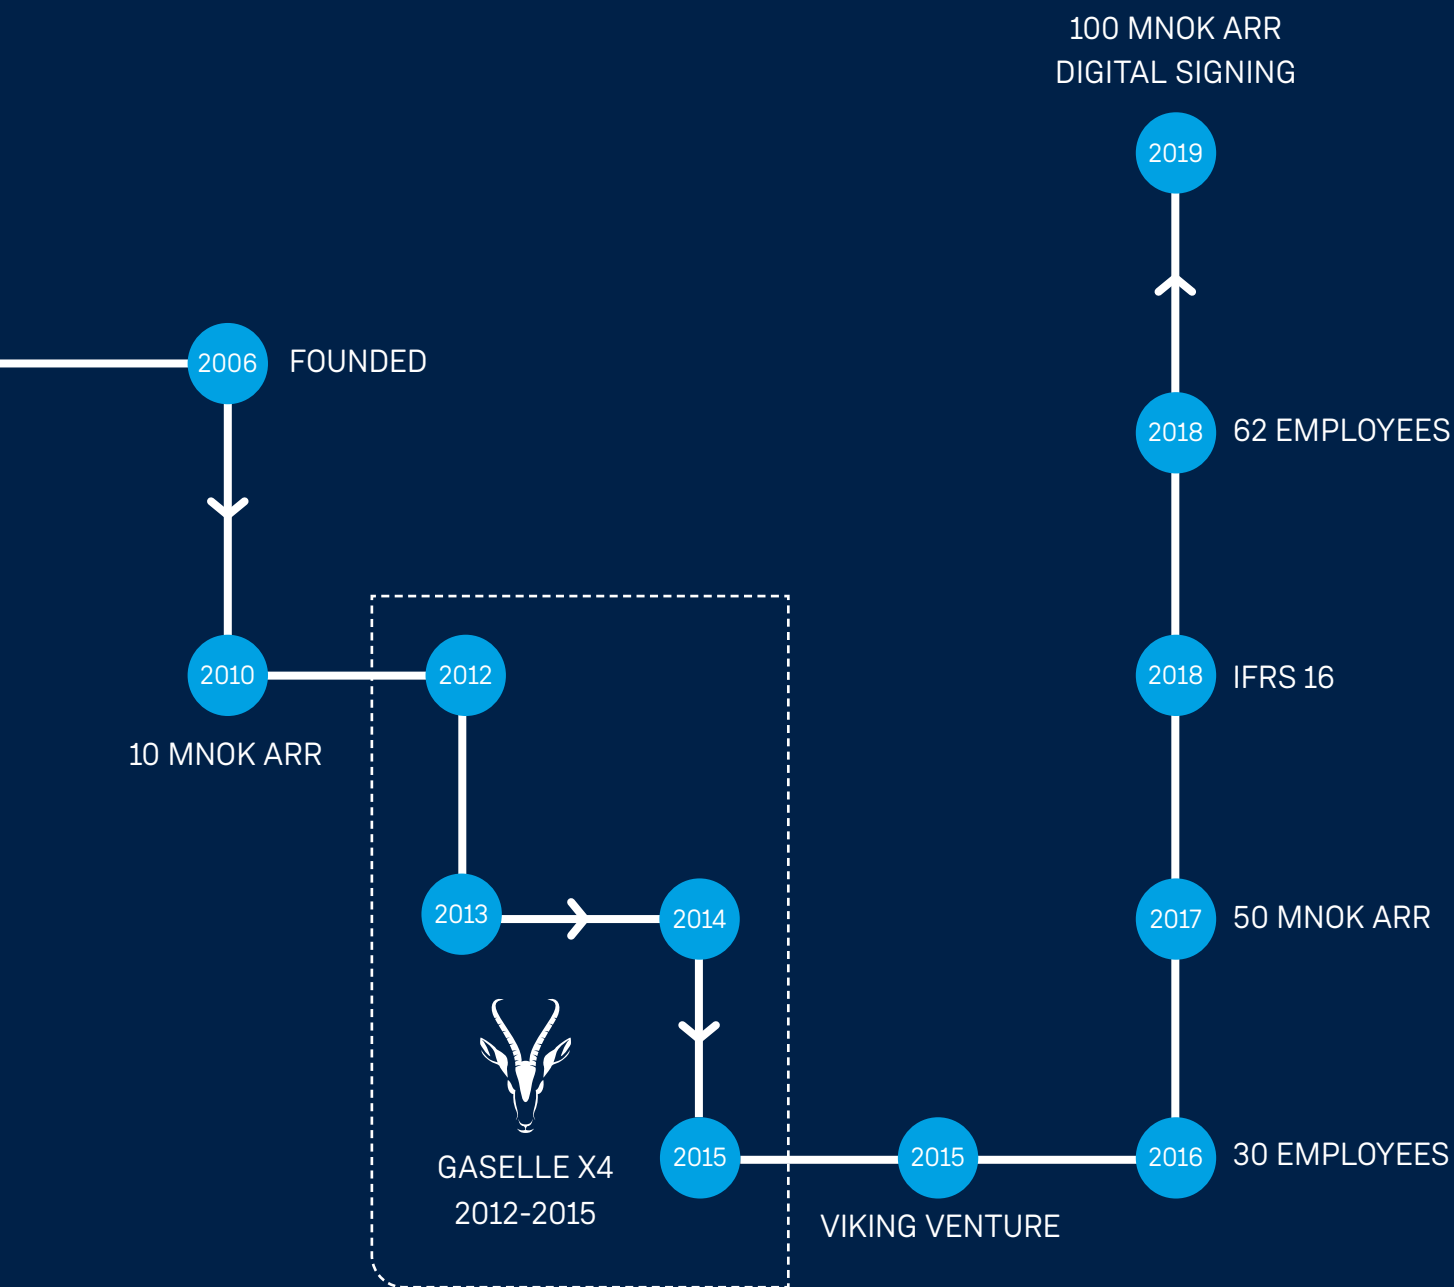 2006
FOUNDED
2010
10 MNOK ARR
2012
2013
2014
GASELLE X4
2012-2015
2015
2015
VIKING VENTURE
2016
30 EMPLOYEES
2017
50 MNOK ARR
2018
IFRS 16
2018
62 EMPLOYEES
2019
100 MNOK ARR
DIGITAL SIGNING